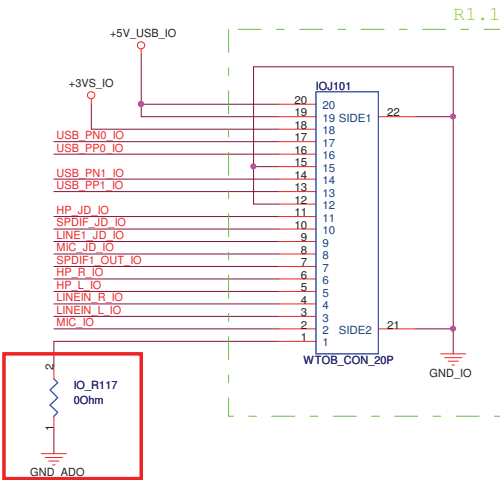 R1.1
+5V_USB_IO
+3VS_IO
IOJ101
20 20
19 19 SIDE1 22
18 18
USB_PN0_IO 17 17
USB_PP0_IO 16 16
15 15
USB_PN1_IO 14 14
USB_PP1_IO 13 13
12 12
HP_JD_IO 11 11
SPDIF_JD_IO 10 10
LINE1_JD_IO 9 9
MIC_JD_IO 8 8
SPDIF1_OUT_IO 7 7
HP_R_IO 6 6
HP_L_IO 5 5
LINEIN_R_IO 4 4
LINEIN_L_IO 3 3
MIC_IO 2 2 SIDE2 21
1 1
WTOB_CON_20P
GND_IO
2
IO_R117
0Ohm
1
GND_ADO